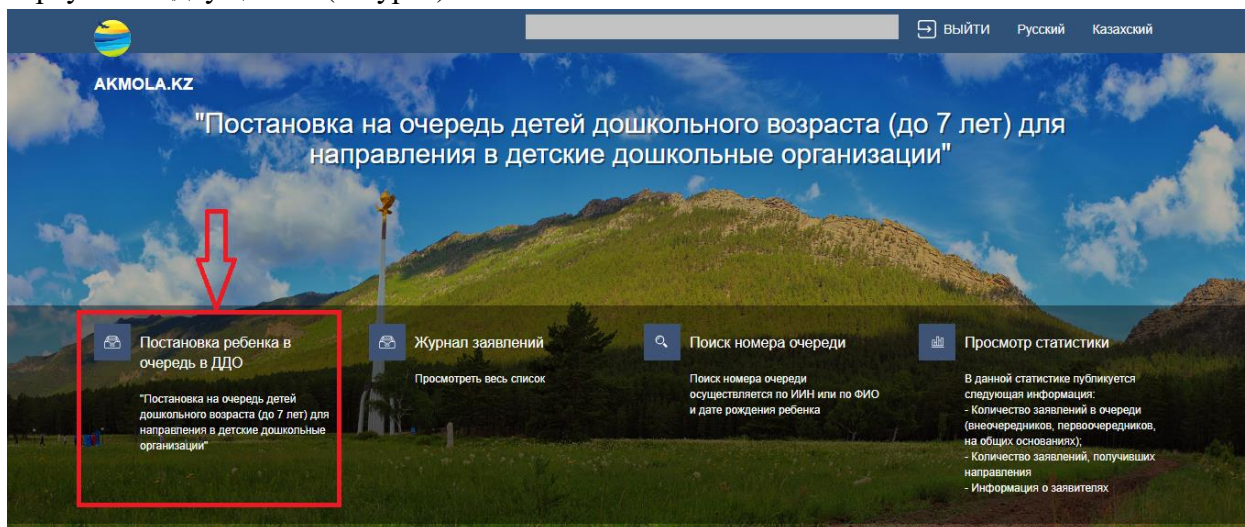 ВЫЙТИ Русский Казахский
AKMOLA.KZ
"Постановка на очередь детей дошкольного возраста (до 7 лет) для
направления в детские дошкольные организации"
Постановка ребенка в
очередь в ДДО
"Постановка на очередь детей
дошкольного возраста (до 7 лет) для
направления в детские дошкольные
организации"
Журнал заявлений
Просмотреть весь список
Поиск номера очереди
Поиск номера очереди
осуществляется по ИИН или по ФИО
и дате рождения ребенка
Просмотр статистики
В данной статистике публикуется
следующая информация:
- Количество заявлений в очереди
(внеочередников, первоочередников,
на общих основаниях);
- Количество заявлений, получивших
направления
- Информация о заявителях